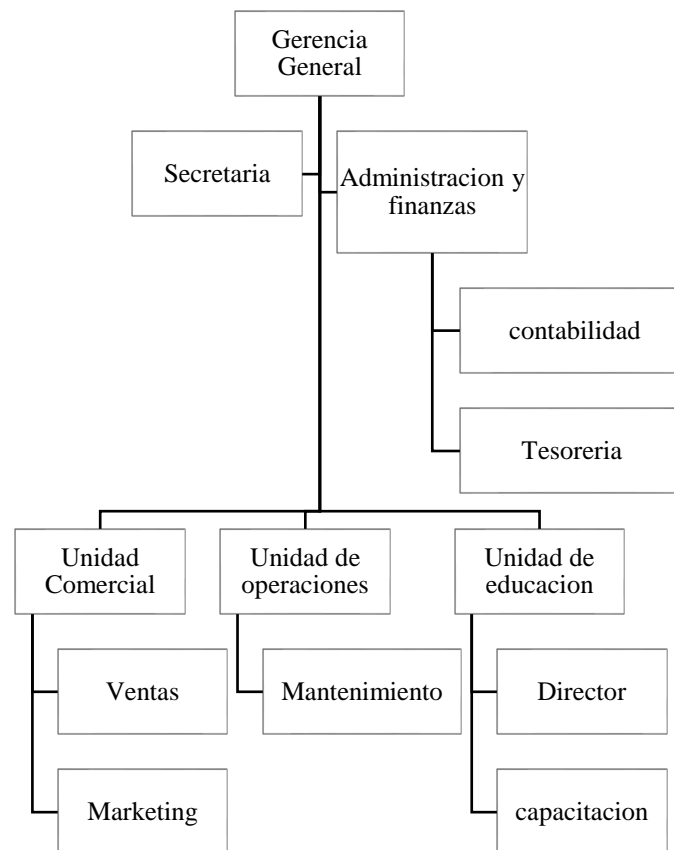 Gerencia
General
Secretaria
Administracion y
finanzas
contabilidad
Tesoreria
Unidad
Comercial
Unidad de
operaciones
Unidad de
educacion
Ventas
Mantenimiento
Director
Marketing
capacitacion